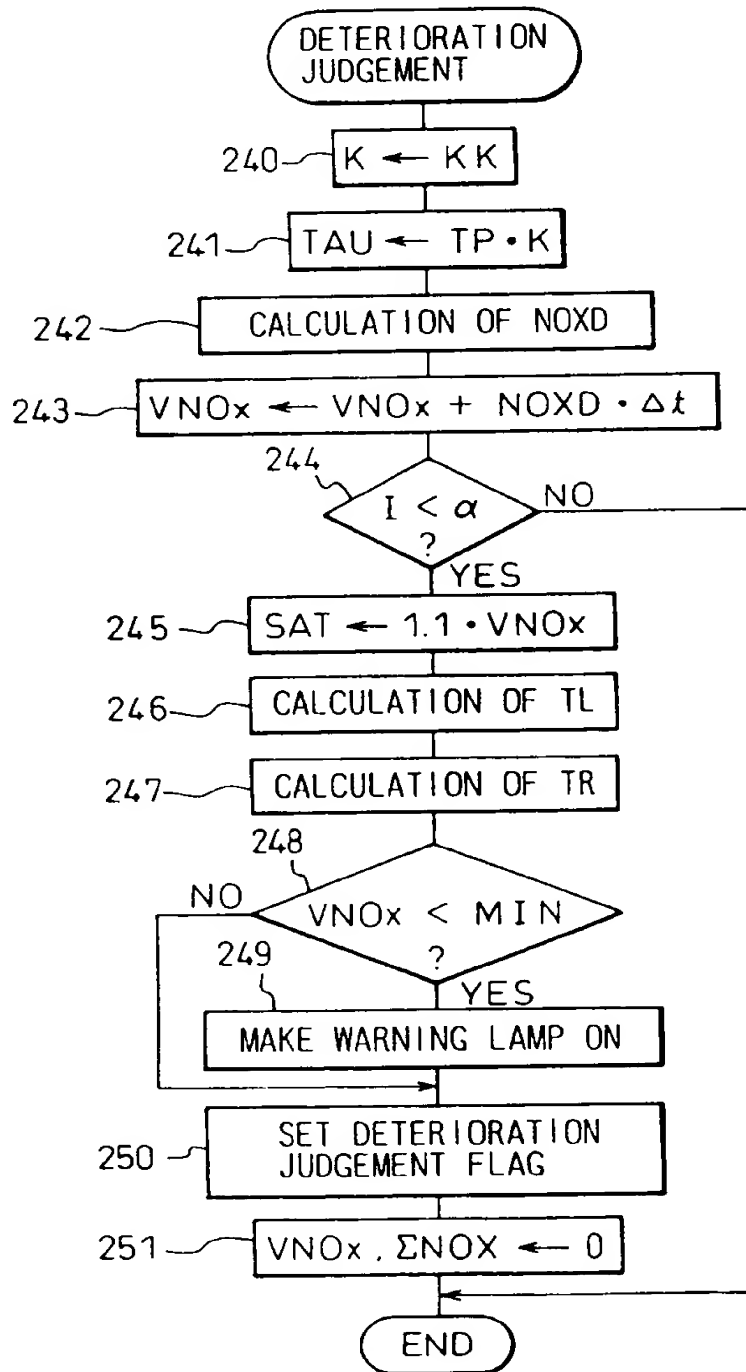 DETERIORATION
JUDGEMENT
240
K ← KK
241
TAU ← TP • K
242
CALCULATION OF NOXD
243
VNOx ← VNOx + NOXD • Δt
244
I < α
?
NO
YES
245
SAT ← 1.1 • VNOx
246
CALCULATION OF TL
247
CALCULATION OF TR
248
NO
VNOx < MIN
?
YES
249
MAKE WARNING LAMP ON
250
SET DETERIORATION
JUDGEMENT FLAG
251
VNOx . ΣNOX ← 0
END